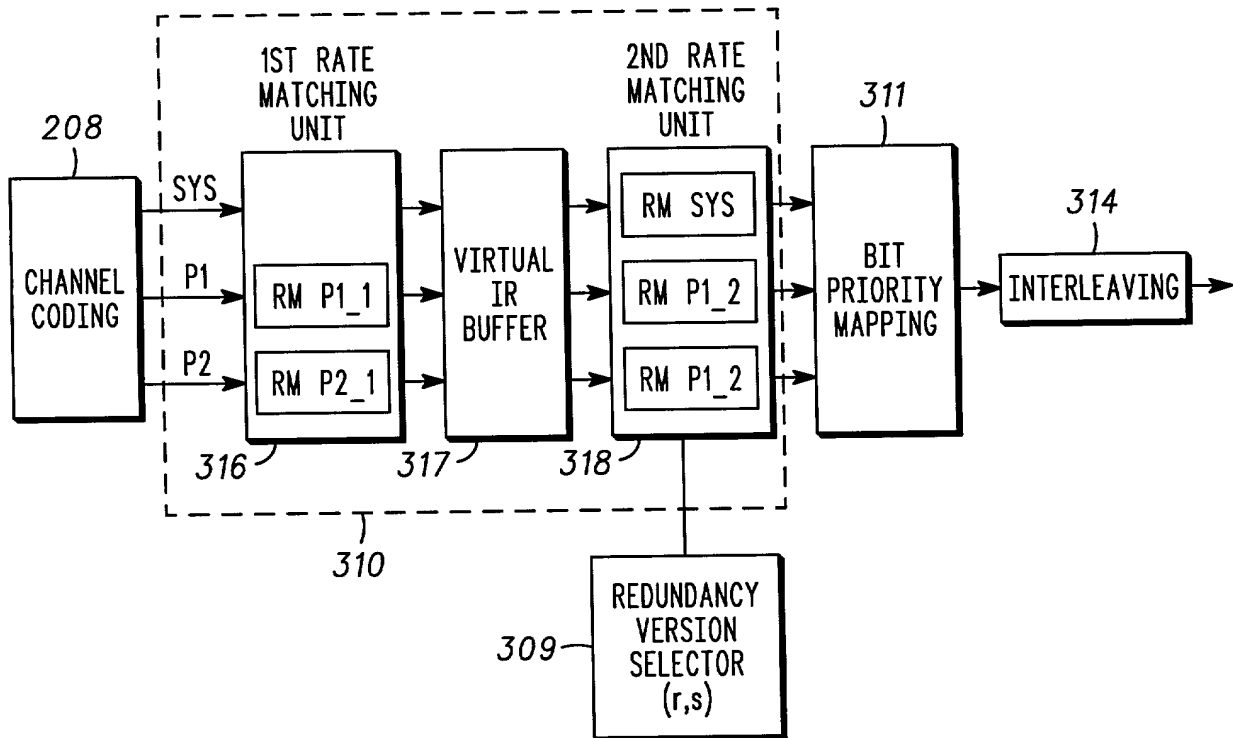 1ST RATE
MATCHING
UNIT
2ND RATE
MATCHING
UNIT
208
311
SYS
RM SYS
314
CHANNEL
CODING
P1
RM P1_1
VIRTUAL
IR
BUFFER
RM P1_2
BIT
PRIORITY
MAPPING
INTERLEAVING
P2
RM P2_1
RM P1_2
316
317
318
310
309
REDUNDANCY
VERSION
SELECTOR
(r,s)